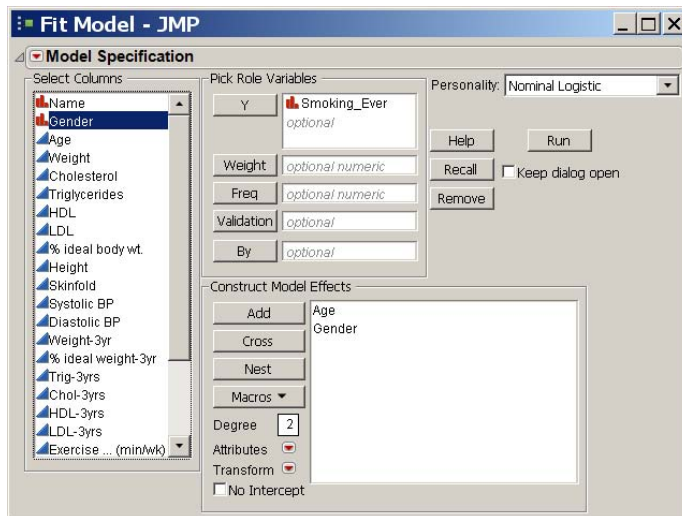 Fit Model - JMP
Model Specification
Select Columns
Name
Gender
Age
Weight
Cholesterol
Triglycerides
HDL
LDL
% ideal body wt.
Height
Skinfold
Systolic BP
Diastolic BP
Weight-3yr
% ideal weight-3yr
Trig-3yrs
Chol-3yrs
HDL-3yrs
LDL-3yrs
Exercise ... (min/wk)
Pick Role Variables
Y
Smoking_Ever
optional
Weight
optional numeric
Freq
optional numeric
Validation
optional
By
optional
Personality: Nominal Logistic
Help
Run
Recall
Keep dialog open
Remove
Construct Model Effects
Add
Cross
Nest
Macros
Degree 2
Attributes
Transform
No Intercept
Age
Gender